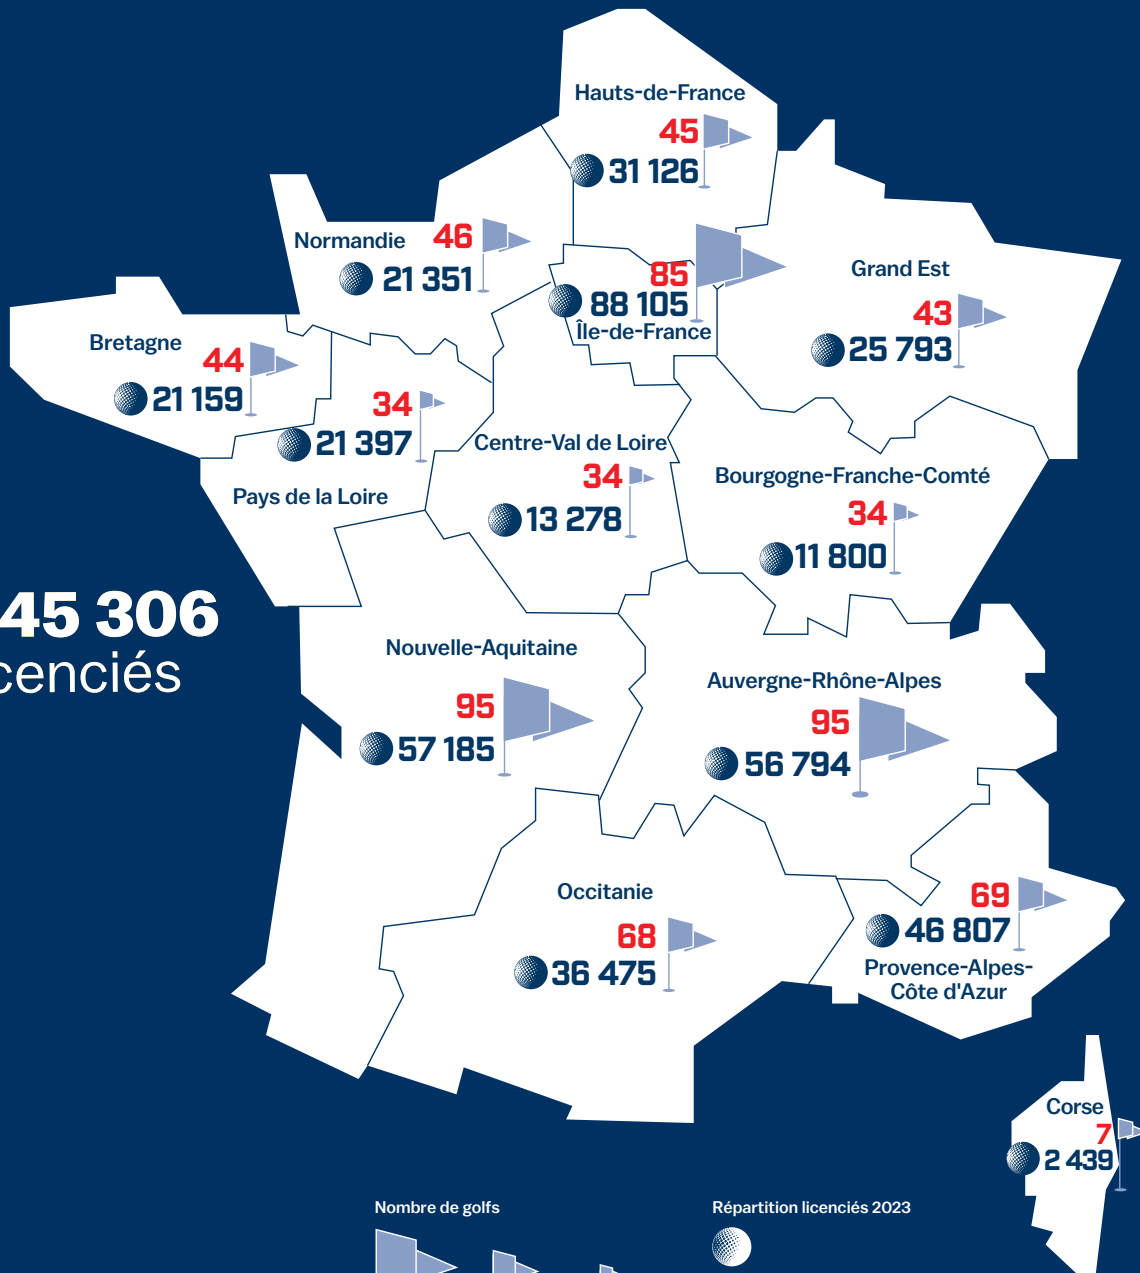 Hauts-de-France
45
31 126
Normandie
46
21 351
85
88 105
Île-de-France
Grand Est
43
25 793
Bretagne
44
21 159
34
21 397
Pays de la Loire
Centre-Val de Loire
34
13 278
Bourgogne-Franche-Comté
34
11 800
45 306
cenciés
Nouvelle-Aquitaine
95
57 185
Auvergne-Rhône-Alpes
95
56 794
Occitanie
68
36 475
69
46 807
Provence-Alpes-
Côte d'Azur
Corse
7
2 439
Nombre de golfs
Répartition licenciés 2023